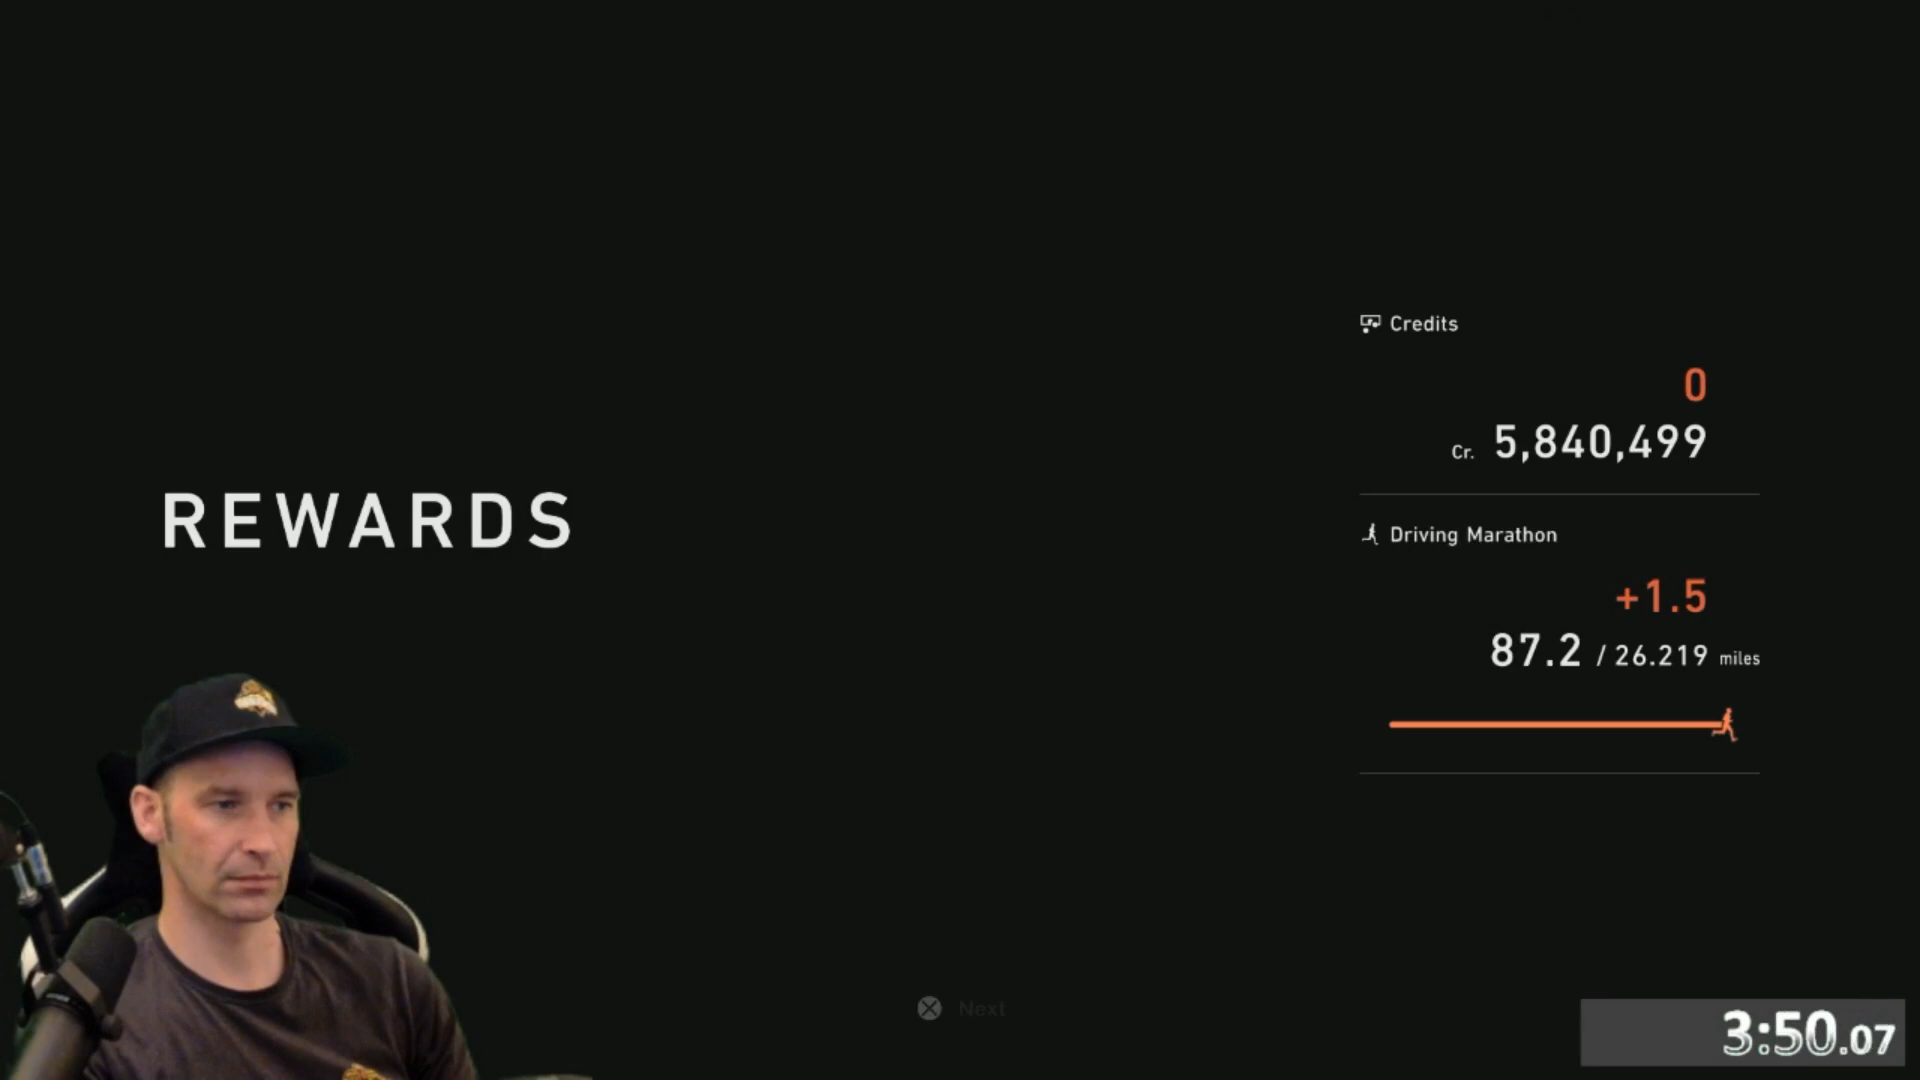 REWARDS
Credits
0
Cr. 5,840,499
Driving Marathon
+1.5
87.2 / 26.219 miles
Next
3:50.07